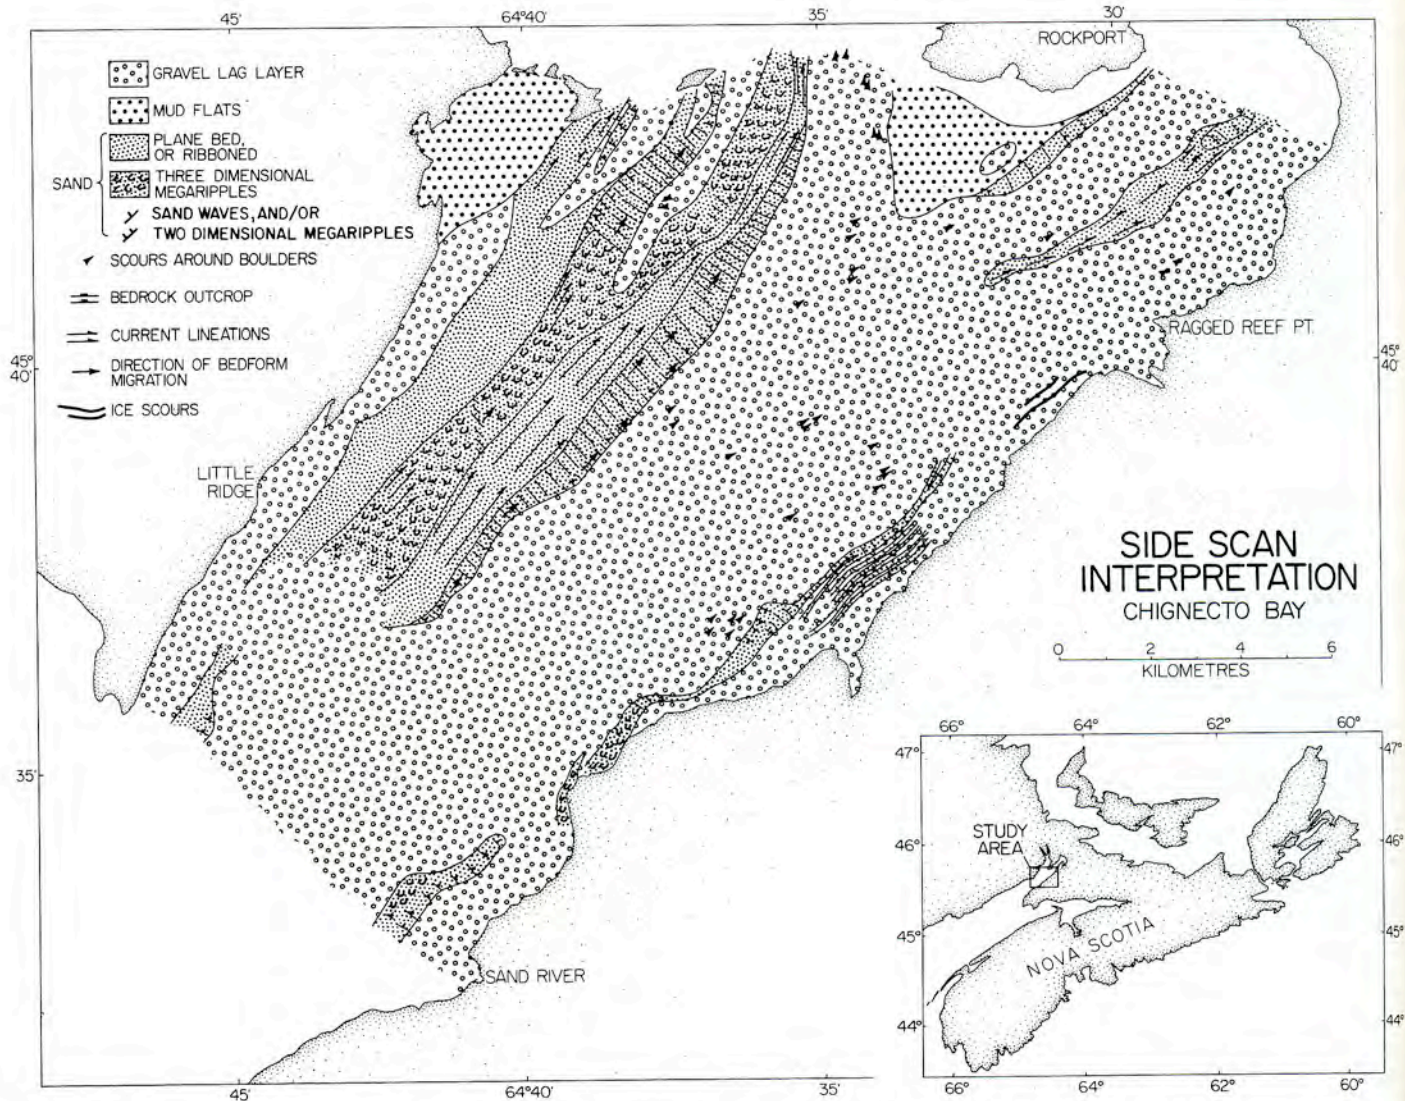 45'
64°40'
35'
30'
ROCKPORT
GRAVEL LAG LAYER
MUD FLATS
PLANE BED,
OR RIBBONED
SAND
THREE DIMENSIONAL
MEGARIPPLES
SAND WAVES, AND/OR
TWO DIMENSIONAL MEGARIPPLES
SCOURS AROUND BOULDERS
BEDROCK OUTCROP
CURRENT LINEATIONS
DIRECTION OF BEDFORM
MIGRATION
ICE SCOURS
45°
40'
RAGGED REEF PT.
45°
40'
LITTLE
RIDGE
SIDE SCAN
INTERPRETATION
CHIGNECTO BAY
0 2 4 6
KILOMETRES
35'
SAND RIVER
45'
64°40'
35'
66° 64° 62° 60°
47° 47°
STUDY
AREA
46° 46°
45° 45°
NOVA SCOTIA
44° 44°
66° 64° 62° 60°